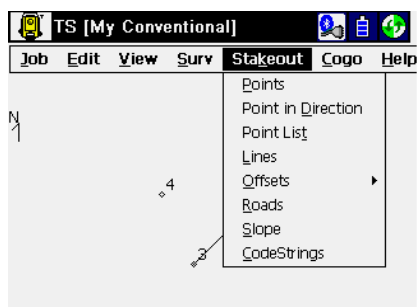 TS [My Conventional]
Job Edit View Surv Stakeout Cogo Help
Points
Point in Direction
Point List
Lines
Offsets
Roads
Slope
CodeStrings
N
4
3